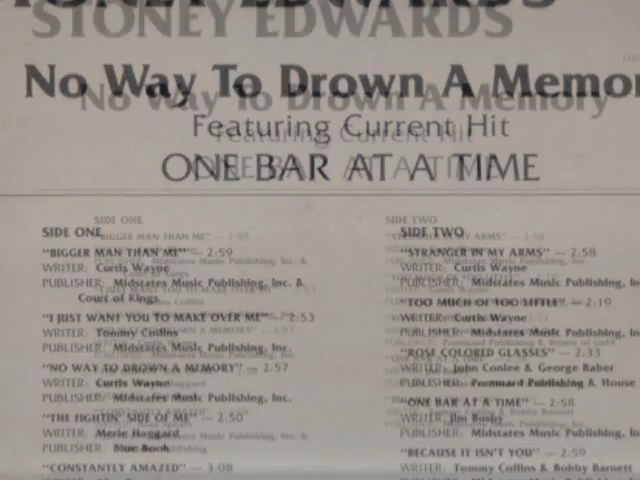 STONEY EDWARDS
No Way To Drown A Memory
Featuring Current Hit
ONE BAR AT A TIME
SIDE ONE
"BIGGER MAN THAN ME" — 2:59
WRITER: Curtis Wayne
PUBLISHER: Midstates Music Publishing, Inc. &
Court of Kings
"I JUST WANT YOU TO MAKE OVER ME" — 2:53
WRITER: Tommy Collins
PUBLISHER: Midstates Music Publishing, Inc.
"NO WAY TO DROWN A MEMORY" — 2:57
WRITER: Curtis Wayne
PUBLISHER: Midstates Music Publishing, Inc.
"THE FIGHTIN' SIDE OF ME" — 2:50
WRITER: Merle Haggard
PUBLISHER: Blue Book
"CONSTANTLY AMAZED" — 3:08
SIDE TWO
"STRANGER IN MY ARMS" — 2:58
WRITER: Curtis Wayne
PUBLISHER: Midstates Music Publishing, In
"TOO MUCH OF TOO LITTLE" — 2:19
WRITER: Curtis Wayne
PUBLISHER: Midstates Music Publishing, In
"ROSE COLORED GLASSES" — 2:33
WRITER: John Conlee & George Baber
PUBLISHER: Pommard Publishing & House
"ONE BAR AT A TIME" — 2:58
WRITER: Jim Busby
PUBLISHER: Midstates Music Publishing, In
"BECAUSE IT ISN'T YOU" — 2:59
WRITER: Tommy Collins & Bobby Barnett